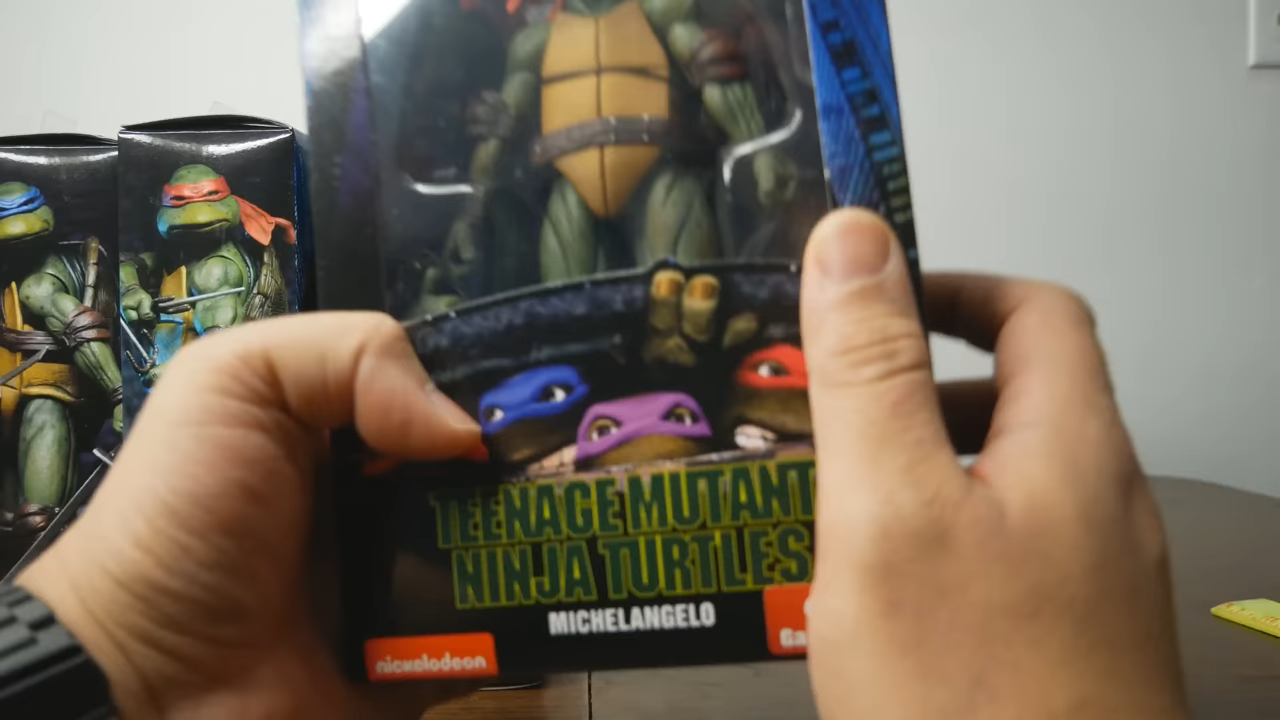 TEENAGE MUTANT
NINJA TURTLES
MICHELANGELO
nickelodeon